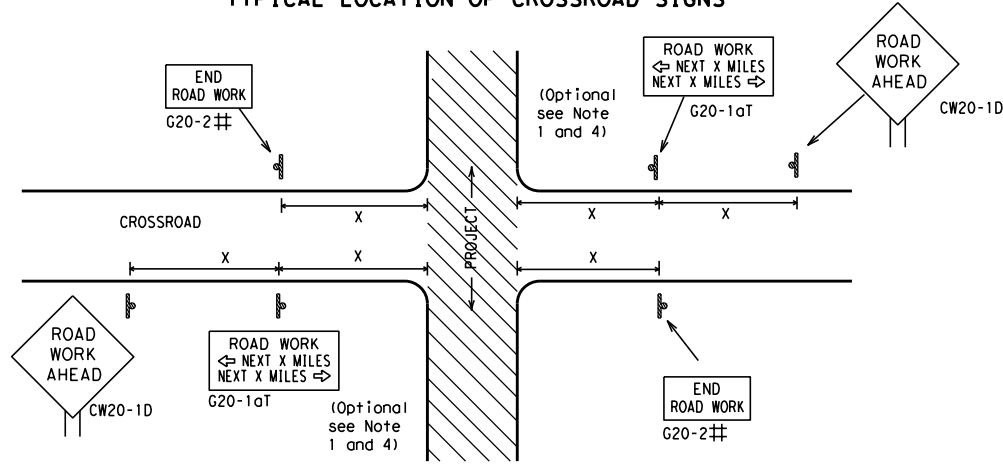 TYPICAL LOCATION OF CROSSROAD SIGNS
END
ROAD WORK
G20-2#
(Optional
see Note
1 and 4)
ROAD WORK
⇦ NEXT X MILES
NEXT X MILES ⇨
G20-1aT
ROAD
WORK
AHEAD
CW20-1D
X
X
X
CROSSROAD
PROJECT
X
X
X
ROAD
WORK
AHEAD
CW20-1D
ROAD WORK
⇦ NEXT X MILES
NEXT X MILES ⇨
G20-1aT
(Optional
see Note
1 and 4)
END
ROAD WORK
G20-2#